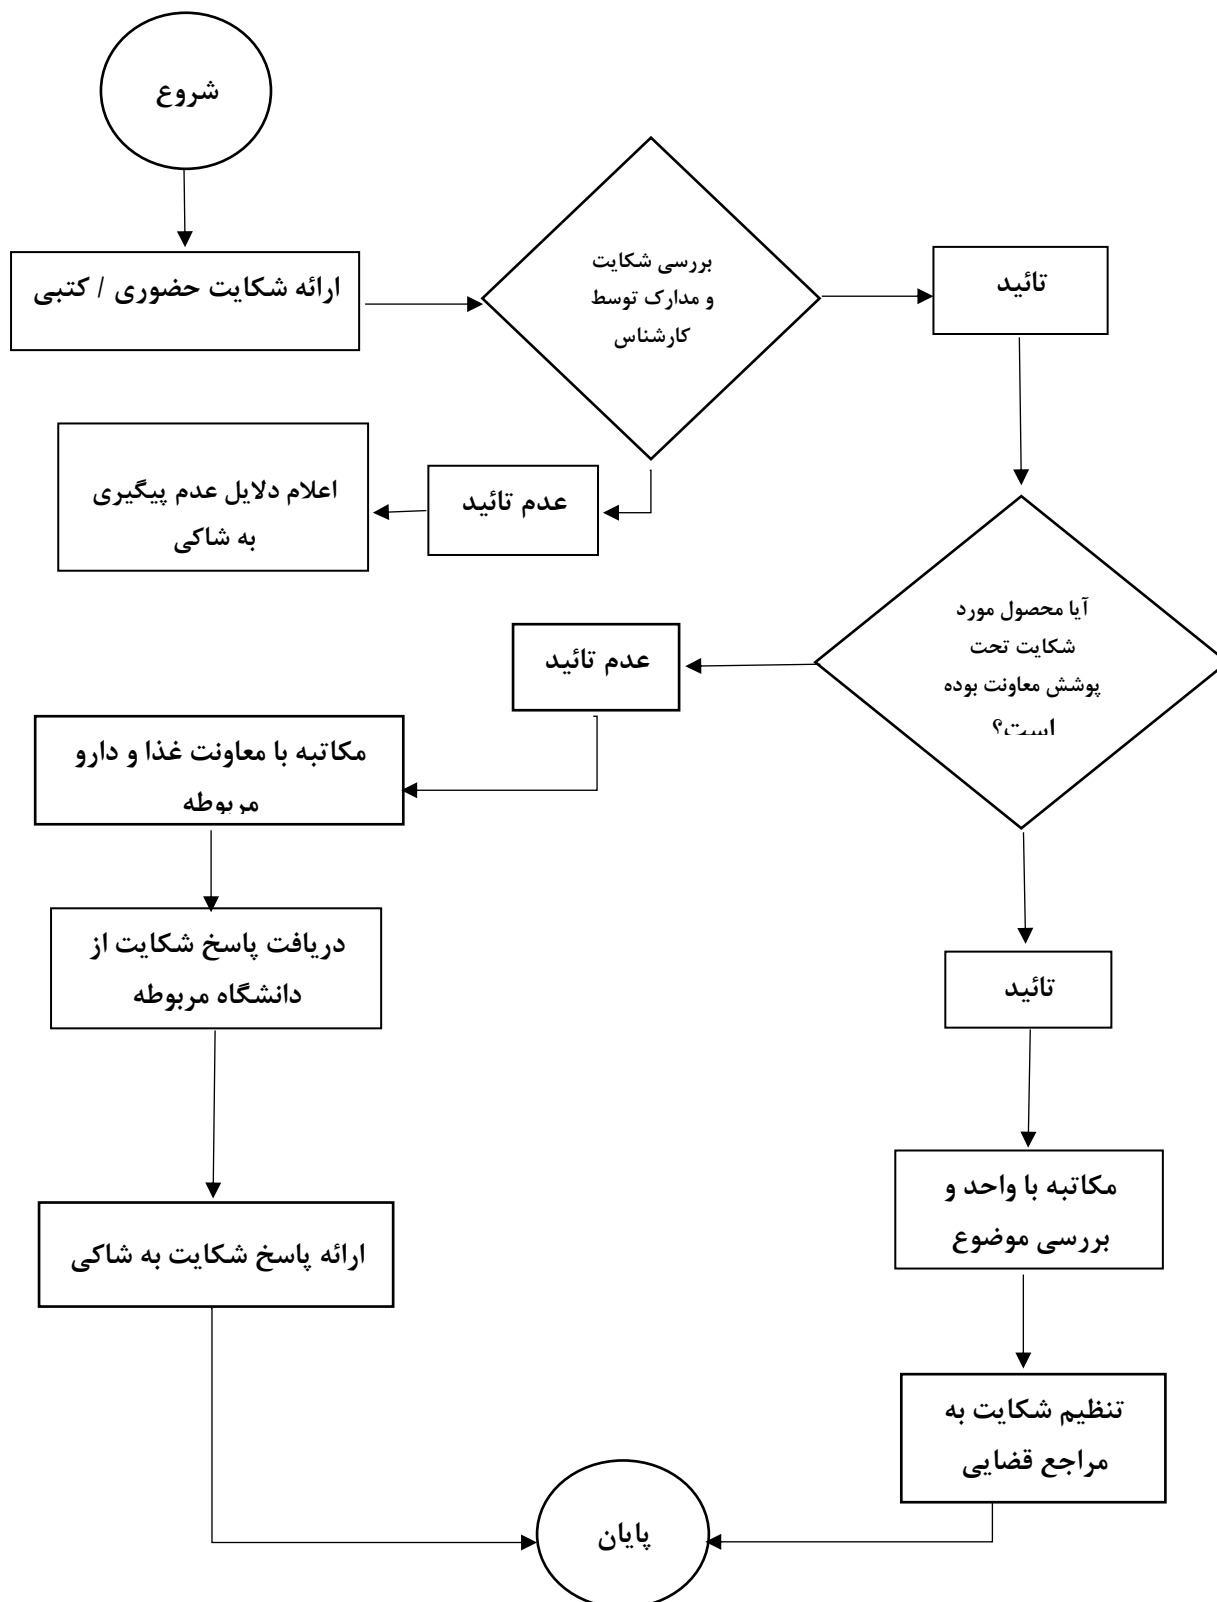 شروع
ارائه شکایت حضوری / کتبی
بررسی شکایت
و مدارک توسط
کارشناس
تائید
عدم تائید
اعلام دلایل عدم پیگیری
به شاکی
آیا محصول مورد
شکایت تحت
پوشش معاونت بوده
است؟
عدم تائید
مکاتبه با معاونت غذا و دارو
مربوطه
دریافت پاسخ شکایت از
دانشگاه مربوطه
ارائه پاسخ شکایت به شاکی
تائید
مکاتبه با واحد و
بررسی موضوع
تنظیم شکایت به
مراجع قضایی
پایان